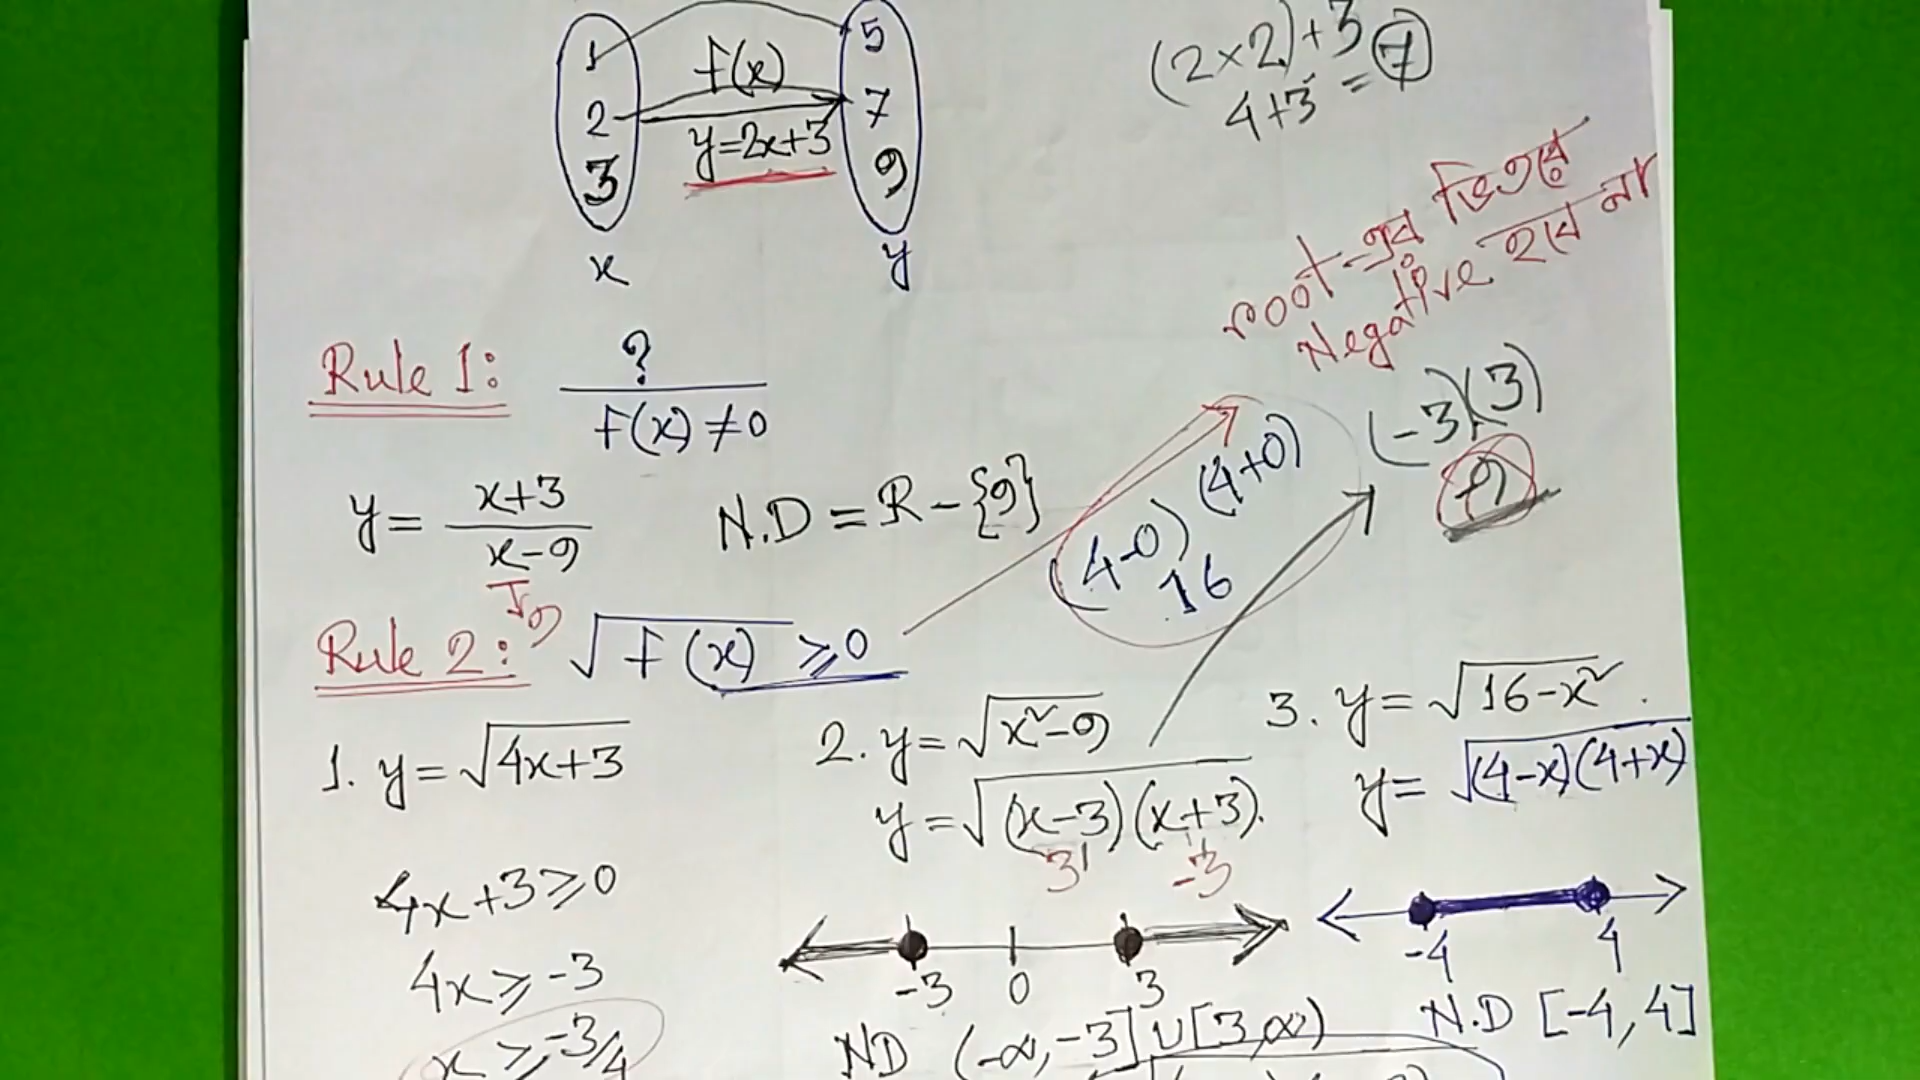 1
2
3
x
f(x)
y=2x+3
5
7
9
y
(2×2)+3
4+3 = 7
root-এর ভিতরে
Negative হবে না
Rule 1: ?
f(x) ≠ 0
y = x+3
x-9
9
N.D = R - {9}
(4-0) (4+0)
16
(-3)(3)
-9
Rule 2: √f(x) ≥ 0
1. y = √4x+3
4x+3 ≥ 0
4x ≥ -3
x ≥ -3/4
2. y = √x²-9
y = √(x-3)(x+3).
3 -3
-3 0 3
ND (-∞, -3] ∪ [3, ∞)
3. y = √16-x².
y = √(4-x)(4+x)
-4 4
N.D [-4, 4]